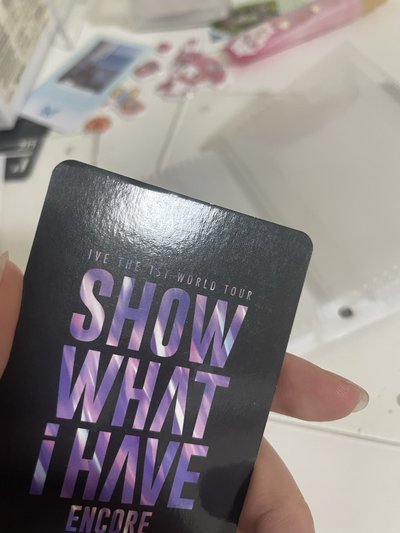 IVE THE 1ST WORLD TOUR
SHOW
WHAT
i HAVE
ENCORE